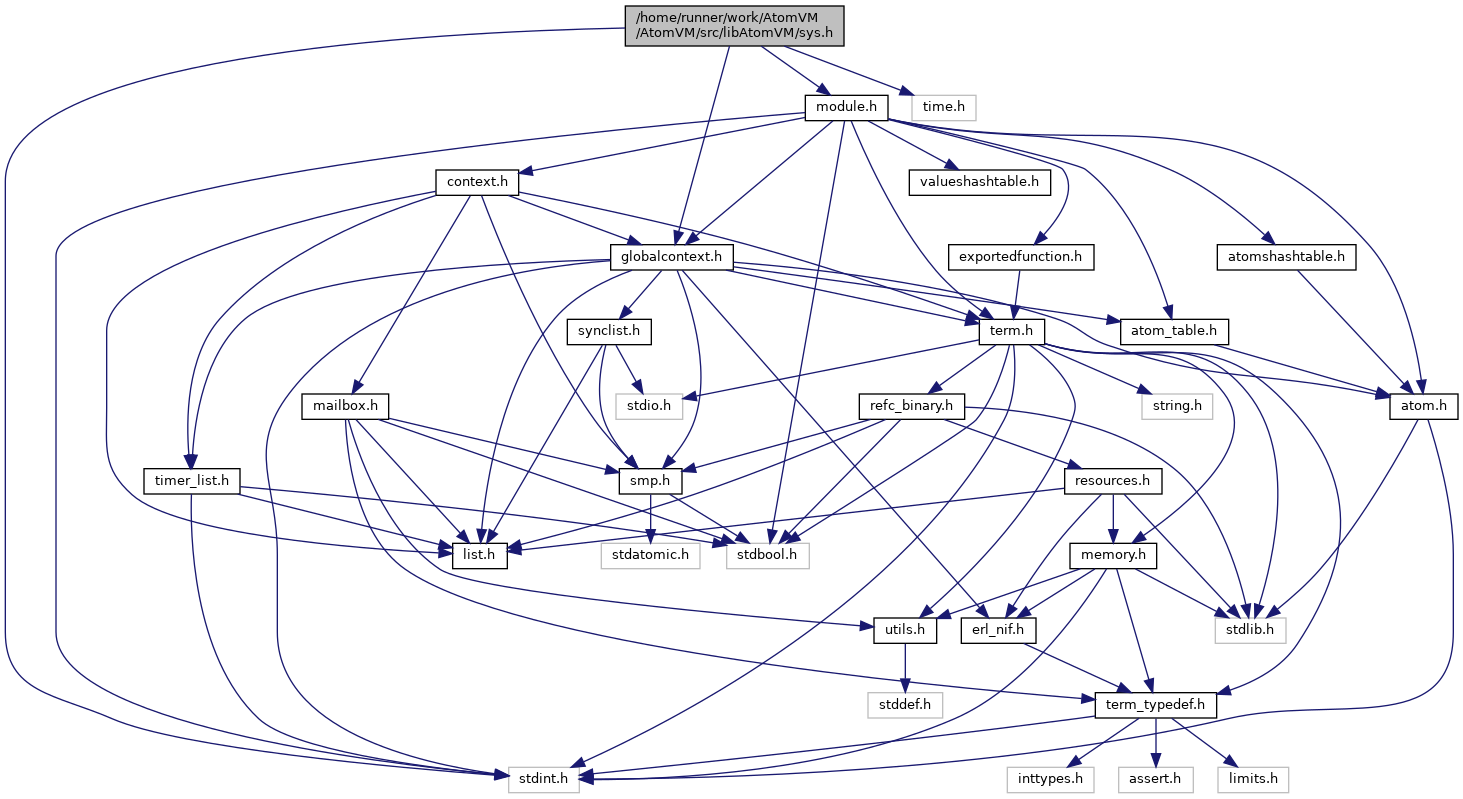 /home/runner/work/AtomVM
/AtomVM/src/libAtomVM/sys.h
module.h
time.h
context.h
valueshashtable.h
globalcontext.h
exportedfunction.h
atomshashtable.h
synclist.h
term.h
atom_table.h
mailbox.h
stdio.h
refc_binary.h
string.h
atom.h
timer_list.h
smp.h
resources.h
list.h
stdatomic.h
stdbool.h
memory.h
utils.h
erl_nif.h
stdlib.h
stddef.h
term_typedef.h
stdint.h
inttypes.h
assert.h
limits.h